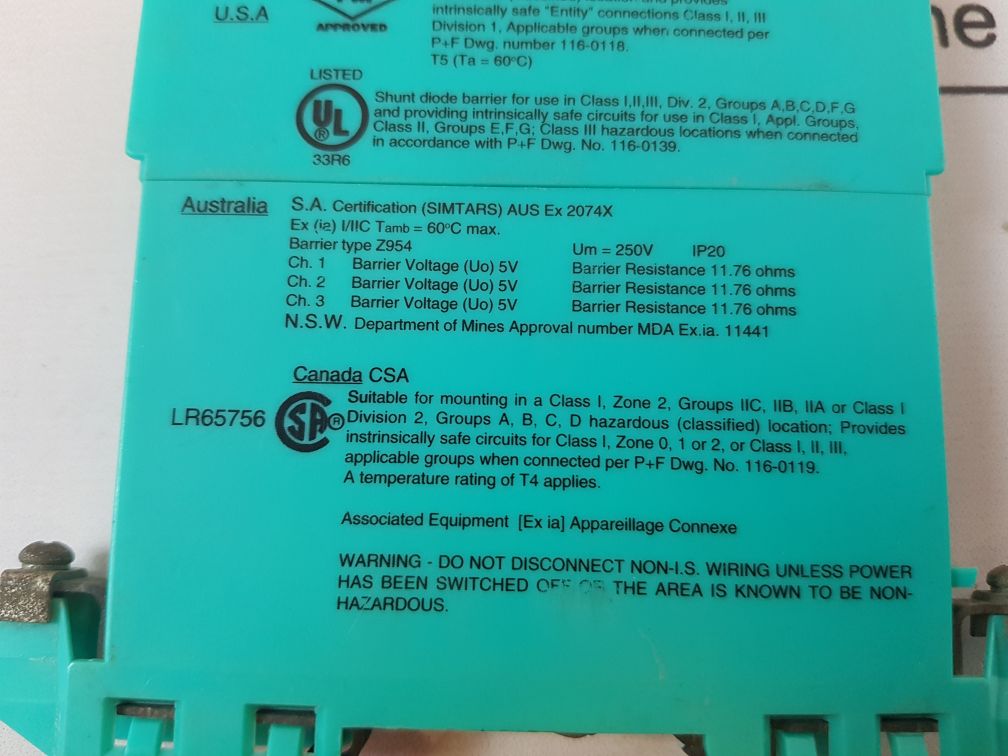 U.S.A
APPROVED
intrinsically safe "Entity" connections Class I, II, III
Division 1, Applicable groups when connected per
P+F Dwg. number 116-0118.
T5 (Ta = 60°C)
LISTED
UL
®
33R6
Shunt diode barrier for use in Class I,II,III, Div. 2, Groups A,B,C,D,F,G
and providing intrinsically safe circuits for use in Class I, Appl. Groups,
Class II, Groups E,F,G; Class III hazardous locations when connected
in accordance with P+F Dwg. No. 116-0139.
Australia S.A. Certification (SIMTARS) AUS Ex 2074X
Ex (ia) I/IIC Tamb = 60°C max.
Barrier type Z954 Um = 250V IP20
Ch. 1 Barrier Voltage (Uo) 5V Barrier Resistance 11.76 ohms
Ch. 2 Barrier Voltage (Uo) 5V Barrier Resistance 11.76 ohms
Ch. 3 Barrier Voltage (Uo) 5V Barrier Resistance 11.76 ohms
N.S.W. Department of Mines Approval number MDA Ex.ia. 11441
Canada CSA
LR65756
SA ®
Suitable for mounting in a Class I, Zone 2, Groups IIC, IIB, IIA or Class I
Division 2, Groups A, B, C, D hazardous (classified) location; Provides
instrinsically safe circuits for Class I, Zone 0, 1 or 2, or Class I, II, III,
applicable groups when connected per P+F Dwg. No. 116-0119.
A temperature rating of T4 applies.
Associated Equipment [Ex ia] Appareillage Connexe
WARNING - DO NOT DISCONNECT NON-I.S. WIRING UNLESS POWER
HAS BEEN SWITCHED OFF OR THE AREA IS KNOWN TO BE NON-
HAZARDOUS.